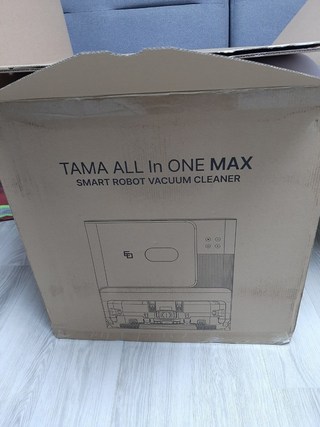 TAMA ALL In ONE MAX
SMART ROBOT VACUUM CLEANER